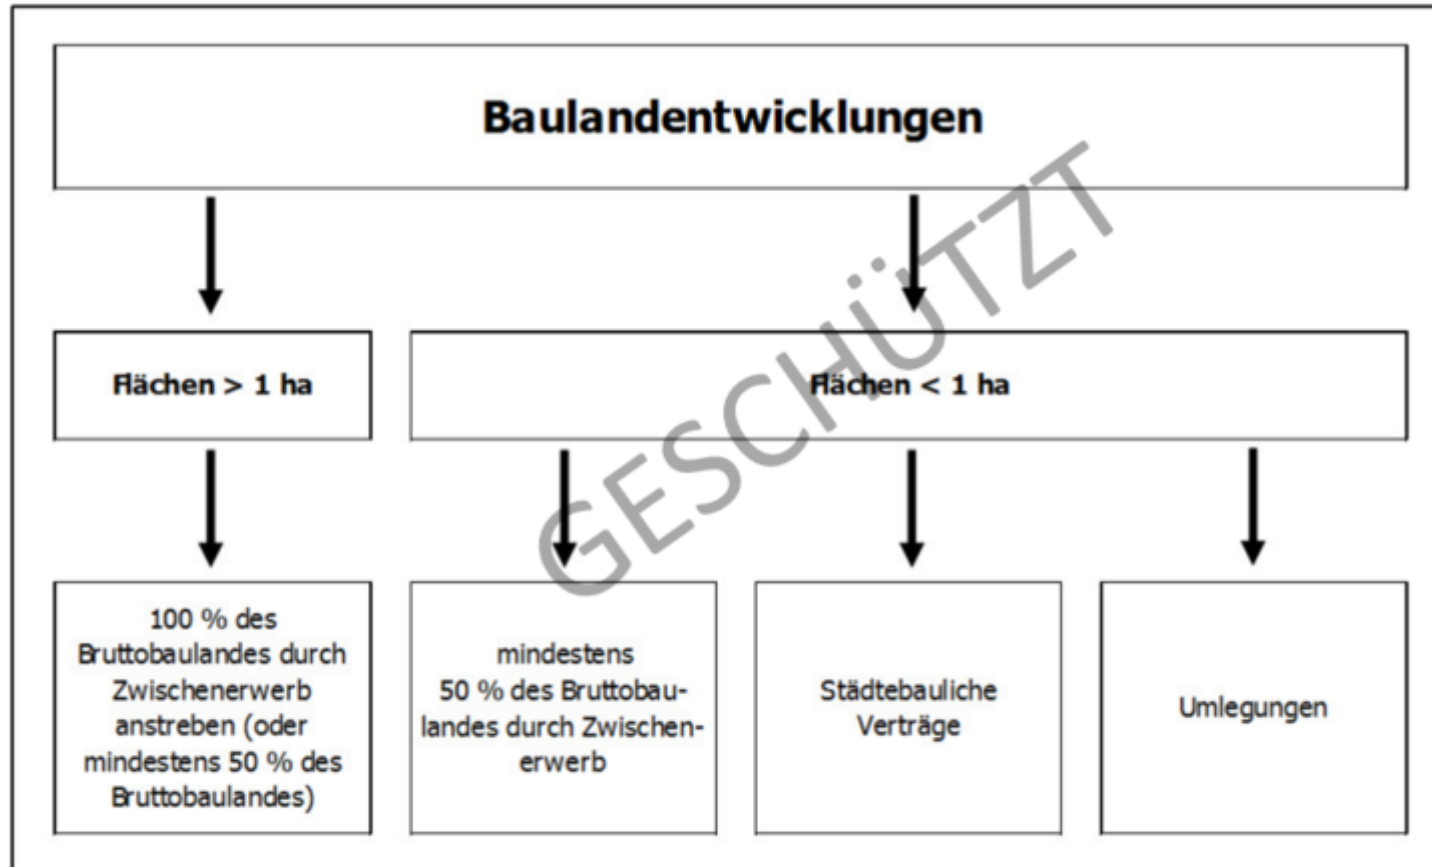 Baulandentwicklungen
GESCHÜTZT
Flächen > 1 ha
Flächen < 1 ha
100 % des
Bruttobaulandes durch
Zwischenerwerb
anstreben (oder
mindestens 50 % des
Bruttobaulandes)
mindestens
50 % des Bruttobau-
landes durch Zwischen-
erwerb
Städtebauliche
Verträge
Umlegungen